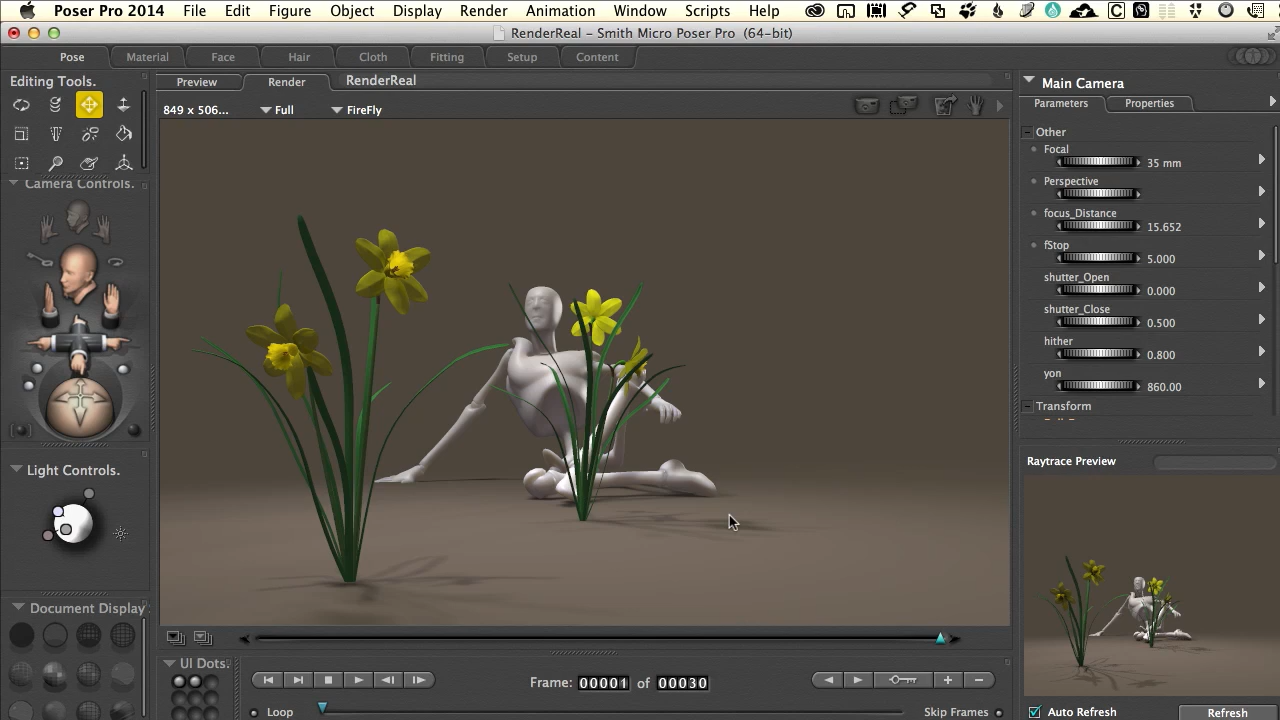 Poser Pro 2014 File Edit Figure Object Display Render Animation Window Scripts Help
RenderReal – Smith Micro Poser Pro (64-bit)
Pose Material Face Hair Cloth Fitting Setup Content
Editing Tools.
Camera Controls.
Light Controls.
Document Display
Preview Render RenderReal
849 x 506... Full FireFly
UI Dots.
Frame: 00001 of 00030
Loop
Skip Frames
Main Camera
Parameters Properties
Other
Focal
35 mm
Perspective
focus_Distance
15.652
fStop
5.000
shutter_Open
0.000
shutter_Close
0.500
hither
0.800
yon
860.00
Transform
Raytrace Preview
Auto Refresh Refresh